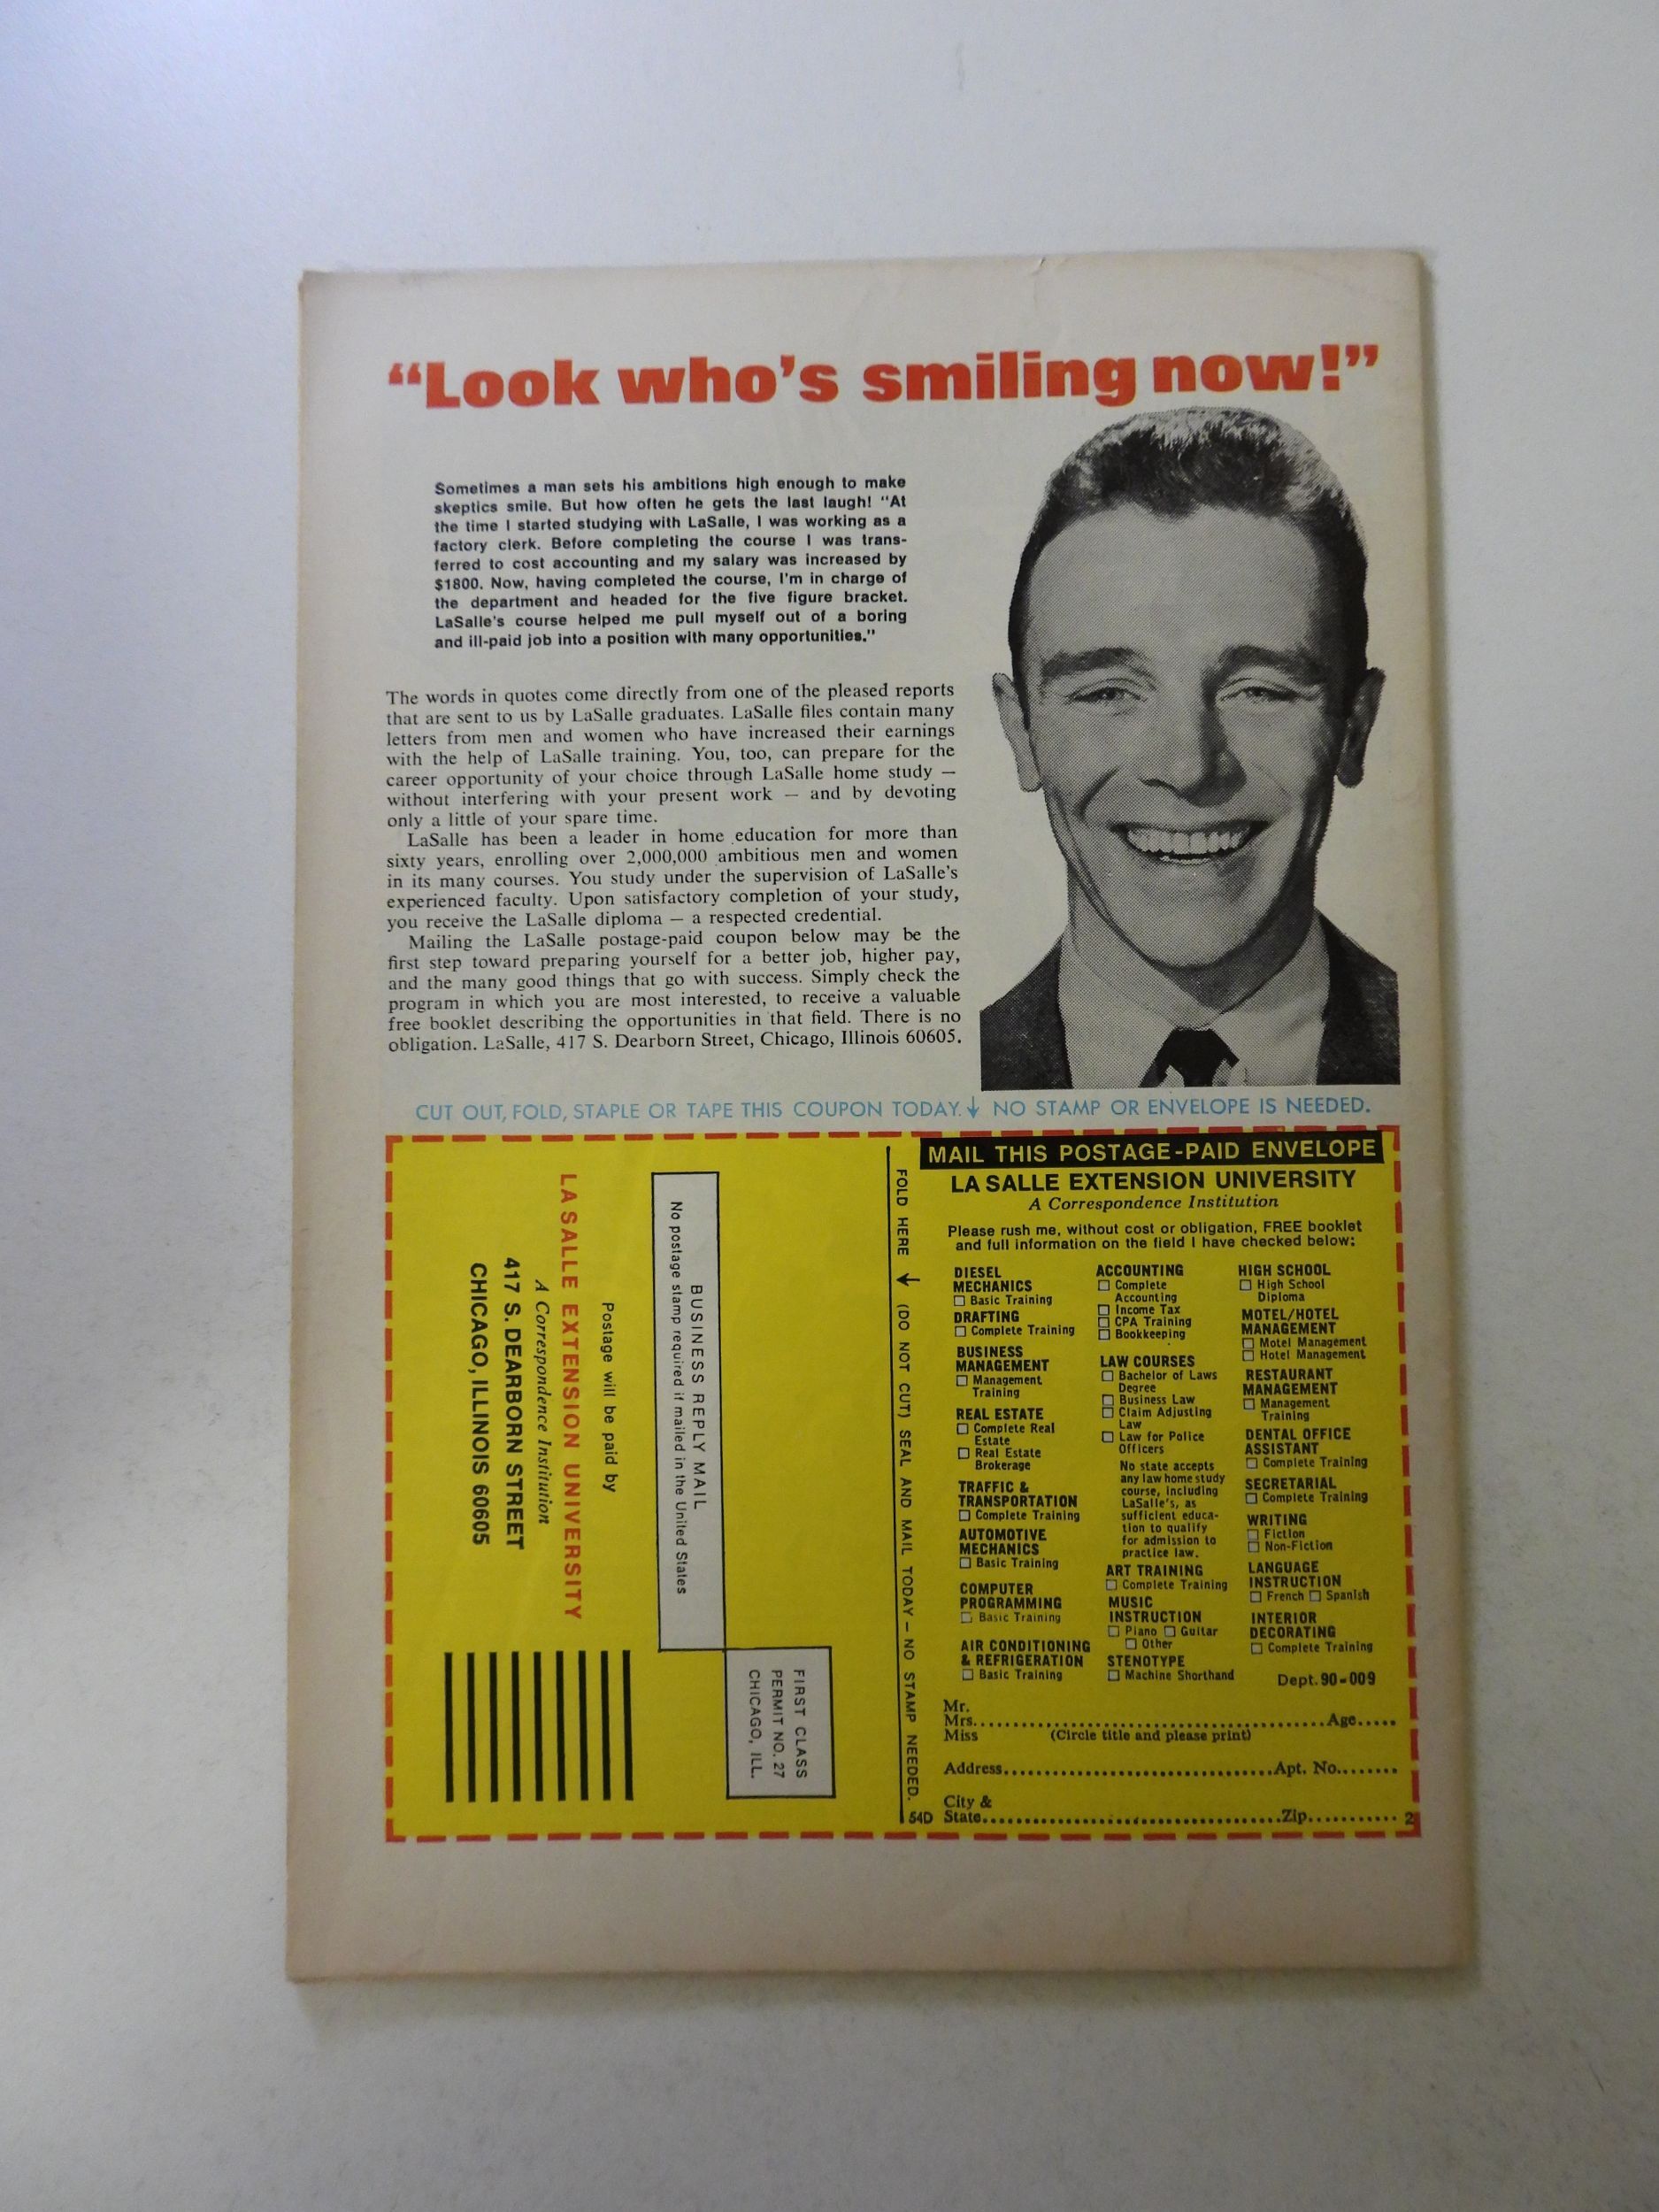 “Look who's smiling now!”
Sometimes a man sets his ambitions high enough to make
skeptics smile. But how often he gets the last laugh! "At
the time I started studying with LaSalle, I was working as a
factory clerk. Before completing the course I was trans-
ferred to cost accounting and my salary was increased by
$1800. Now, having completed the course, I'm in charge of
the department and headed for the five figure bracket.
LaSalle's course helped me pull myself out of a boring
and ill-paid job into a position with many opportunities."
The words in quotes come directly from one of the pleased reports
that are sent to us by LaSalle graduates. LaSalle files contain many
letters from men and women who have increased their earnings
with the help of LaSalle training. You, too, can prepare for the
career opportunity of your choice through LaSalle home study —
without interfering with your present work — and by devoting
only a little of your spare time.
LaSalle has been a leader in home education for more than
sixty years, enrolling over 2,000,000 ambitious men and women
in its many courses. You study under the supervision of LaSalle's
experienced faculty. Upon satisfactory completion of your study,
you receive the LaSalle diploma — a respected credential.
Mailing the LaSalle postage-paid coupon below may be the
first step toward preparing yourself for a better job, higher pay,
and the many good things that go with success. Simply check the
program in which you are most interested, to receive a valuable
free booklet describing the opportunities in that field. There is no
obligation. LaSalle, 417 S. Dearborn Street, Chicago, Illinois 60605.
CUT OUT, FOLD, STAPLE OR TAPE THIS COUPON TODAY. ↓ NO STAMP OR ENVELOPE IS NEEDED.
FIRST CLASS
PERMIT NO. 27
CHICAGO, ILL.
BUSINESS REPLY MAIL
No postage stamp required if mailed in the United States
Postage will be paid by
LA SALLE EXTENSION UNIVERSITY
A Correspondence Institution
417 S. DEARBORN STREET
CHICAGO, ILLINOIS 60605
FOLD HERE ↓ (DO NOT CUT) SEAL AND MAIL TODAY — NO STAMP NEEDED.
MAIL THIS POSTAGE-PAID ENVELOPE
LA SALLE EXTENSION UNIVERSITY
A Correspondence Institution
Please rush me, without cost or obligation, FREE booklet
and full information on the field I have checked below:
DIESEL
MECHANICS
☐ Basic Training
DRAFTING
☐ Complete Training
BUSINESS
MANAGEMENT
☐ Management
Training
REAL ESTATE
☐ Complete Real
Estate
☐ Real Estate
Brokerage
TRAFFIC &
TRANSPORTATION
☐ Complete Training
AUTOMOTIVE
MECHANICS
☐ Basic Training
COMPUTER
PROGRAMMING
☐ Basic Training
AIR CONDITIONING
& REFRIGERATION
☐ Basic Training
ACCOUNTING
☐ Complete
Accounting
☐ Income Tax
☐ CPA Training
☐ Bookkeeping
LAW COURSES
☐ Bachelor of Laws
Degree
☐ Business Law
☐ Claim Adjusting
Law
☐ Law for Police
Officers
No state accepts
any law home study
course, including
LaSalle's, as
sufficient educa-
tion to qualify
for admission to
practice law.
ART TRAINING
☐ Complete Training
MUSIC
INSTRUCTION
☐ Piano ☐ Guitar
☐ Other
STENOTYPE
☐ Machine Shorthand
HIGH SCHOOL
☐ High School
Diploma
MOTEL/HOTEL
MANAGEMENT
☐ Motel Management
☐ Hotel Management
RESTAURANT
MANAGEMENT
☐ Management
Training
DENTAL OFFICE
ASSISTANT
☐ Complete Training
SECRETARIAL
☐ Complete Training
WRITING
☐ Fiction
☐ Non-Fiction
LANGUAGE
INSTRUCTION
☐ French ☐ Spanish
INTERIOR
DECORATING
☐ Complete Training
Dept. 90-009
Mr.
Mrs. Age
Miss (Circle title and please print)
Address Apt. No.
City &
54D State Zip 2